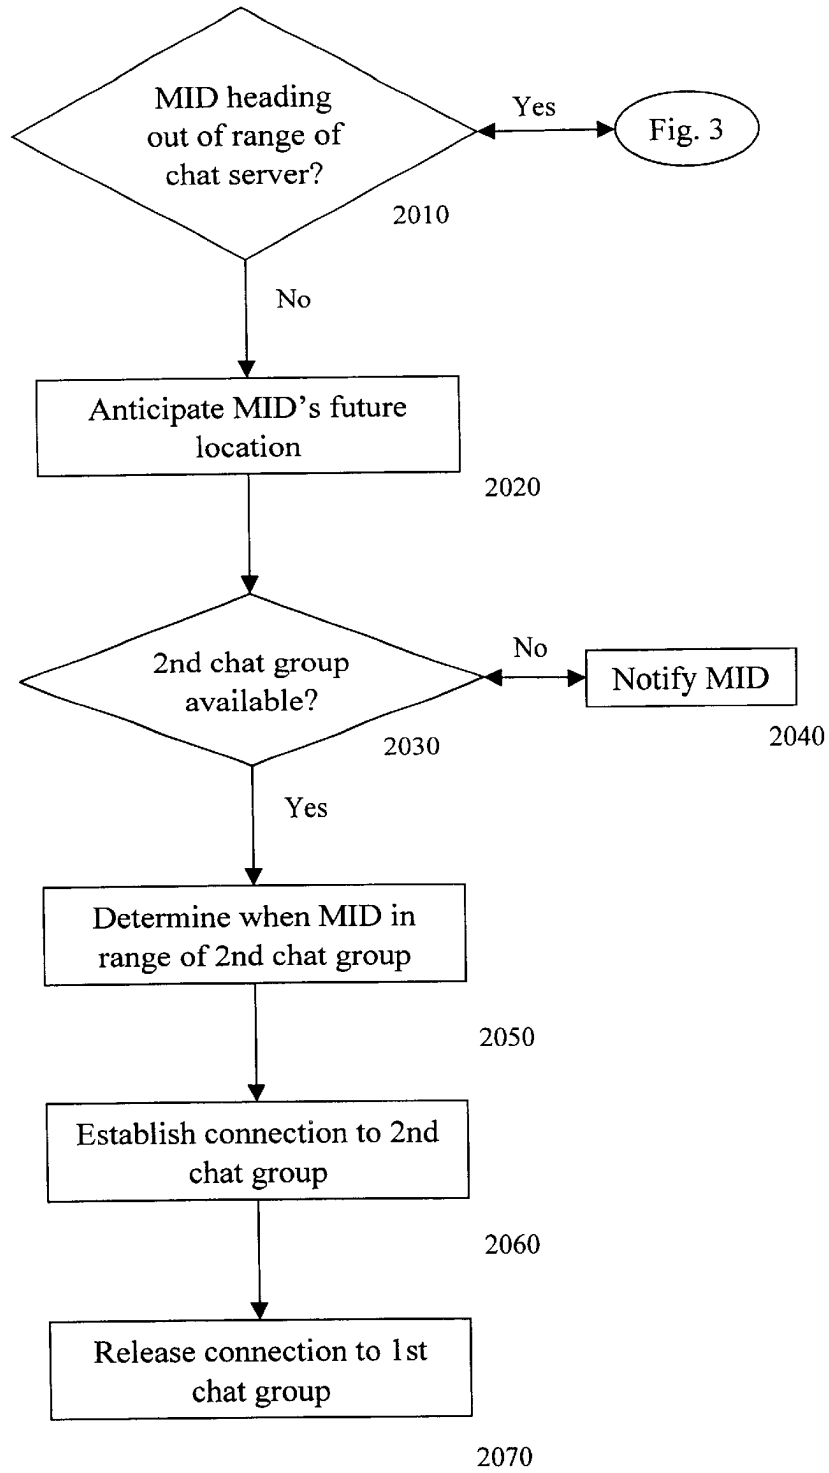 MID heading
out of range of
chat server?
Yes
Fig. 3
2010
No
Anticipate MID's future
location
2020
2nd chat group
available?
No
Notify MID
2030
2040
Yes
Determine when MID in
range of 2nd chat group
2050
Establish connection to 2nd
chat group
2060
Release connection to 1st
chat group
2070